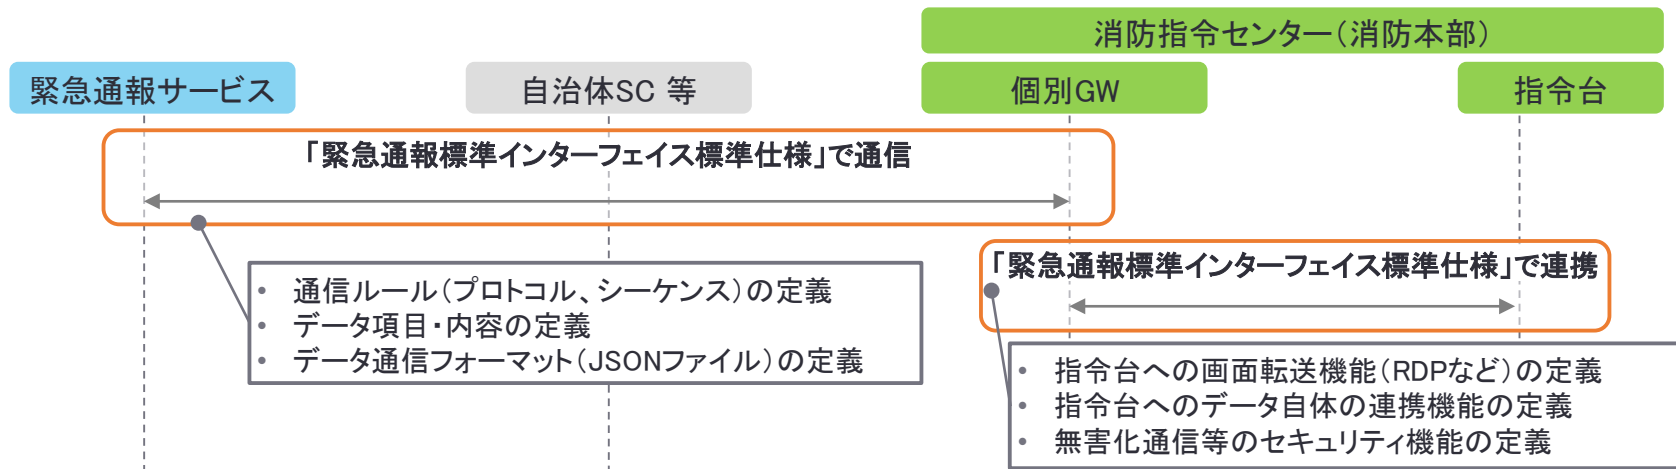 消防指令センター（消防本部）
緊急通報サービス
自治体SC 等
個別GW
指令台
「緊急通報標準インターフェイス標準仕様」で通信
「緊急通報標準インターフェイス標準仕様」で連携
• 通信ルール（プロトコル、シーケンス）の定義
• データ項目・内容の定義
• データ通信フォーマット（JSONファイル）の定義
• 指令台への画面転送機能（RDPなど）の定義
• 指令台へのデータ自体の連携機能の定義
• 無害化通信等のセキュリティ機能の定義